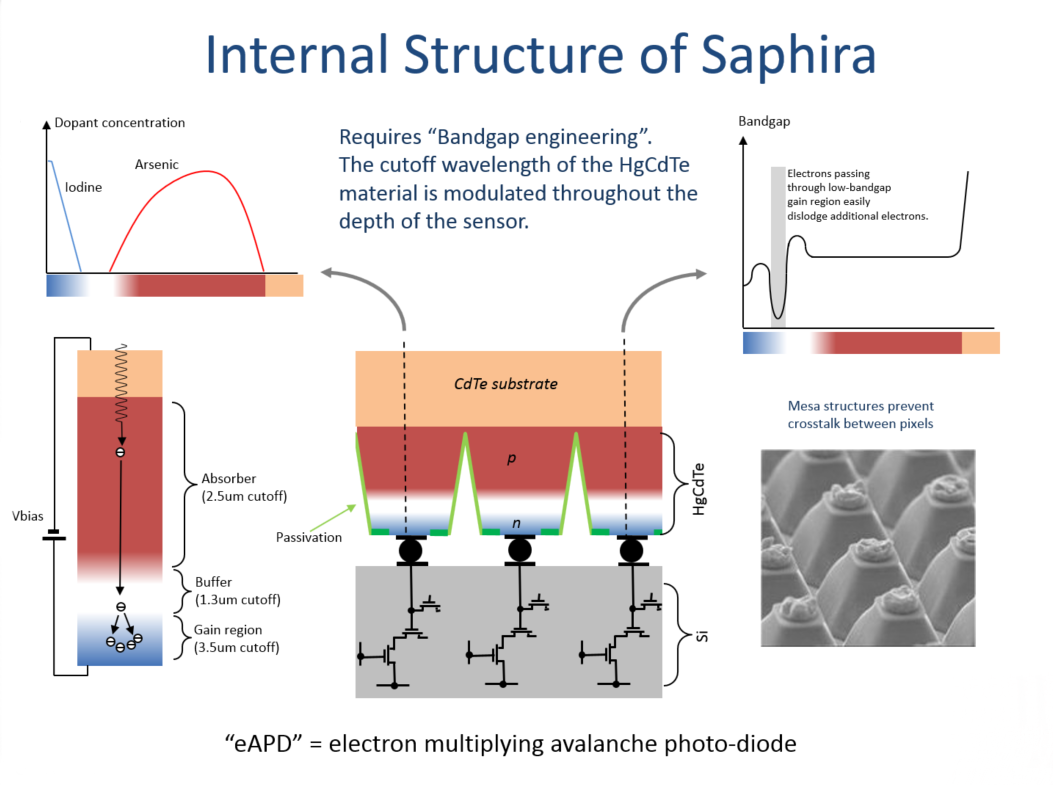 Internal Structure of Saphira
Dopant concentration
Iodine
Arsenic
Requires “Bandgap engineering”.
The cutoff wavelength of the HgCdTe
material is modulated throughout the
depth of the sensor.
Bandgap
Electrons passing
through low-bandgap
gain region easily
dislodge additional electrons.
Vbias
Absorber
(2.5um cutoff)
Buffer
(1.3um cutoff)
Gain region
(3.5um cutoff)
CdTe substrate
p
n
Passivation
HgCdTe
Si
Mesa structures prevent
crosstalk between pixels
“eAPD” = electron multiplying avalanche photo-diode